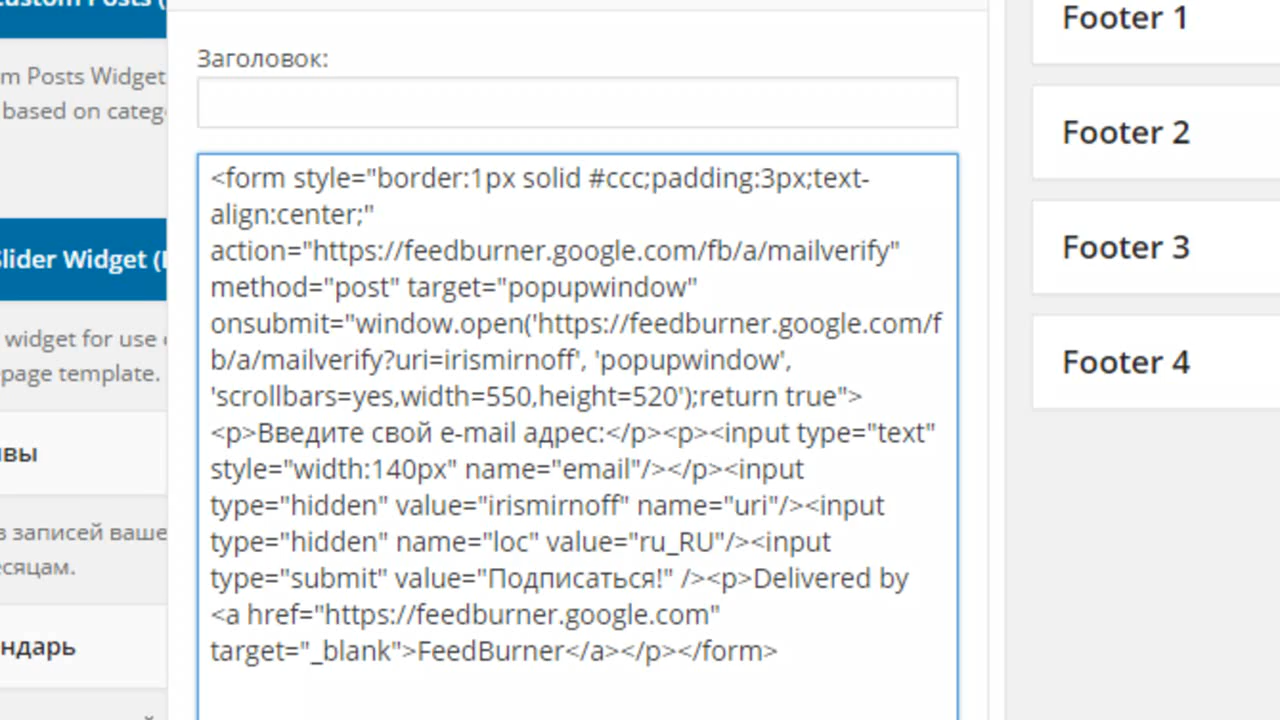 Custom Posts (
m Posts Widget
based on categ
Slider Widget (
widget for use
page template.
вы
в записей ваше
есяцам.
ндарь
Заголовок:
<form style="border:1px solid #ccc;padding:3px;text-
align:center;"
action="https://feedburner.google.com/fb/a/mailverify"
method="post" target="popupwindow"
onsubmit="window.open('https://feedburner.google.com/f
b/a/mailverify?uri=irismirnoff', 'popupwindow',
'scrollbars=yes,width=550,height=520');return true">
<p>Введите свой e-mail адрес:</p><p><input type="text"
style="width:140px" name="email"/></p><input
type="hidden" value="irismirnoff" name="uri"/><input
type="hidden" name="loc" value="ru_RU"/><input
type="submit" value="Подписаться!" /><p>Delivered by
<a href="https://feedburner.google.com"
target="_blank">FeedBurner</a></p></form>
Footer 1
Footer 2
Footer 3
Footer 4